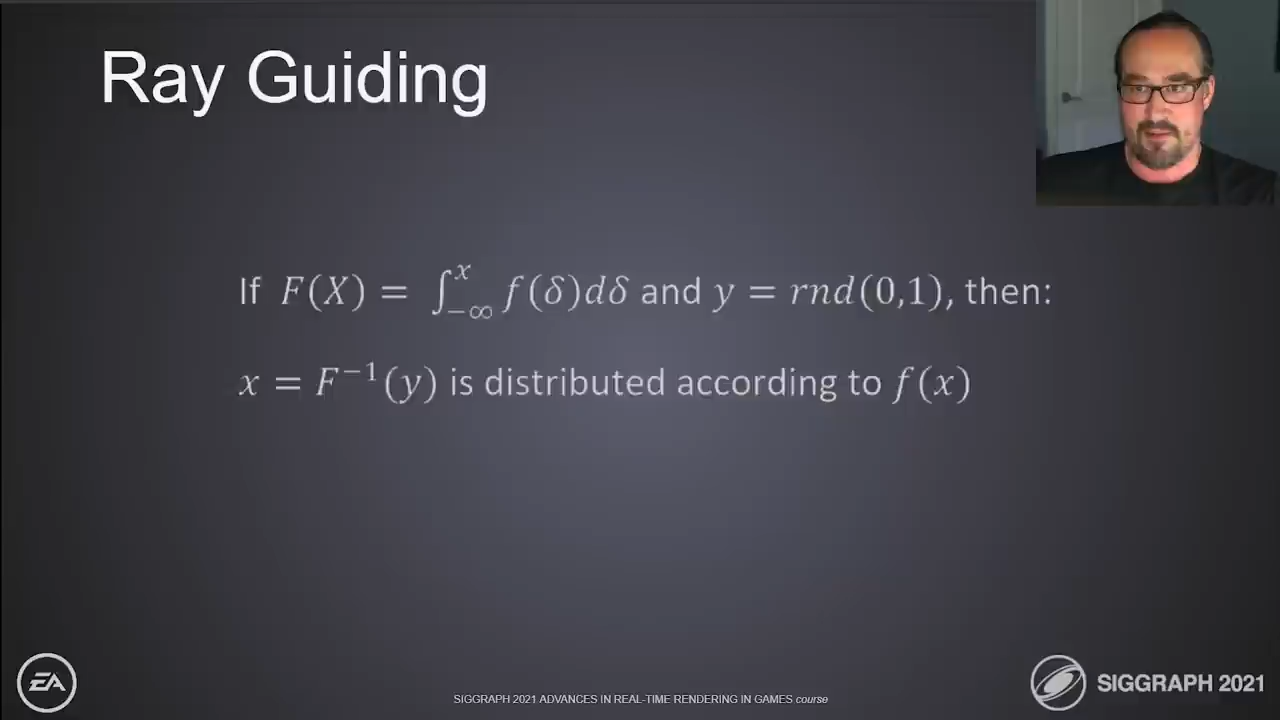 Ray Guiding
If F(X) = ∫_{-∞}^{x} f(δ)dδ and y = rnd(0,1), then:
x = F⁻¹(y) is distributed according to f(x)
EA
SIGGRAPH 2021 ADVANCES IN REAL-TIME RENDERING IN GAMES course
SIGGRAPH 2021